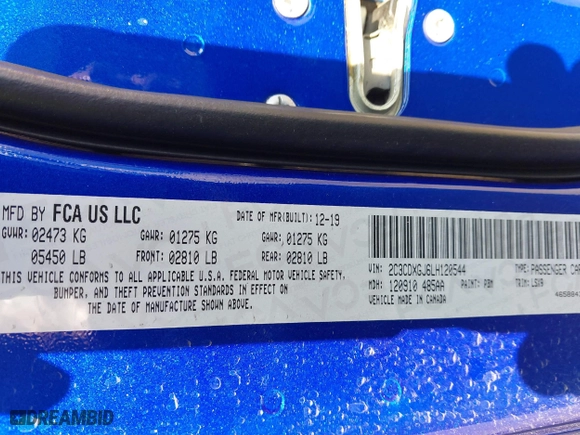 MFD BY FCA US LLC DATE OF MFR(BUILT): 12-19
GVWR: 02473 KG GAWR: 01275 KG GAWR: 01275 KG
05450 LB FRONT: 02810 LB REAR: 02810 LB
THIS VEHICLE CONFORMS TO ALL APPLICABLE U.S.A. FEDERAL MOTOR VEHICLE SAFETY,
BUMPER, AND THEFT PREVENTION STANDARDS IN EFFECT ON
THE DATE OF MANUFACTURE SHOWN ABOVE.
VIN: 2C3CDXGJ6LH120544 TYPE: PASSENGER CAR
MDH: 120910 485AA PAINT: PBM TRIM: LSX9
VEHICLE MADE IN CANADA
DREAMBID